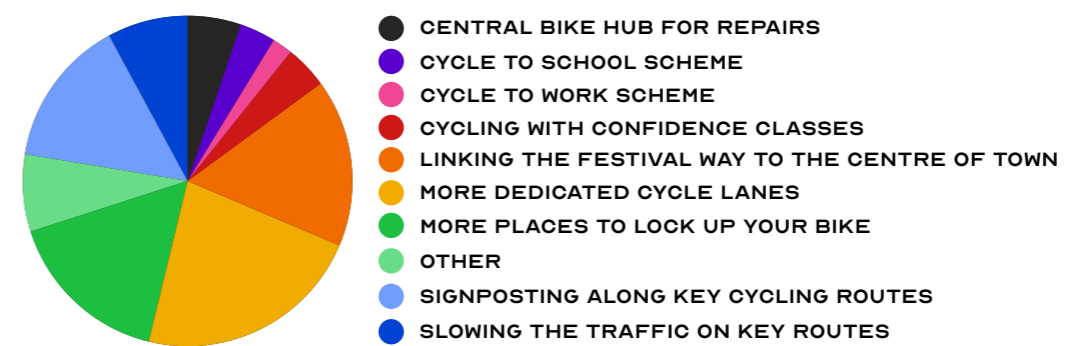 CENTRAL BIKE HUB FOR REPAIRS
CYCLE TO SCHOOL SCHEME
CYCLE TO WORK SCHEME
CYCLING WITH CONFIDENCE CLASSES
LINKING THE FESTIVAL WAY TO THE CENTRE OF TOWN
MORE DEDICATED CYCLE LANES
MORE PLACES TO LOCK UP YOUR BIKE
OTHER
SIGNPOSTING ALONG KEY CYCLING ROUTES
SLOWING THE TRAFFIC ON KEY ROUTES